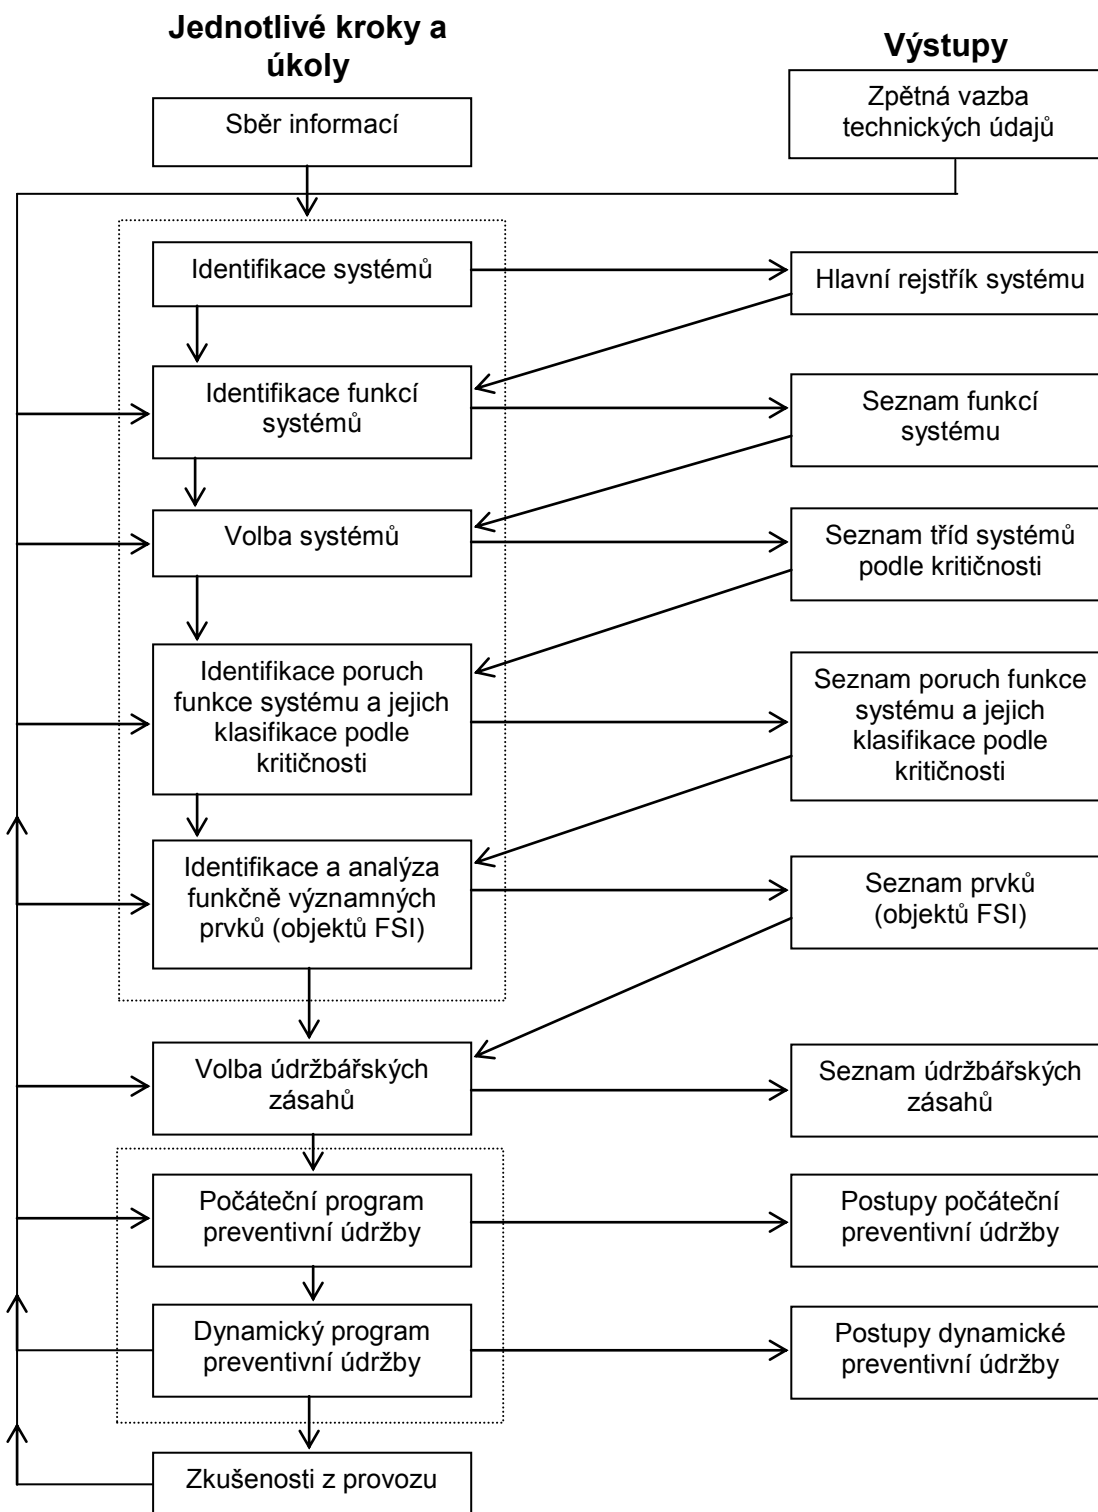 Jednotlivé kroky a
úkoly
Výstupy
Sběr informací
Zpětná vazba
technických údajů
Identifikace systémů
Hlavní rejstřík systému
Identifikace funkcí
systémů
Seznam funkcí
systému
Volba systémů
Seznam tříd systémů
podle kritičnosti
Identifikace poruch
funkce systému a jejich
klasifikace podle
kritičnosti
Seznam poruch funkce
systému a jejich
klasifikace podle
kritičnosti
Identifikace a analýza
funkčně významných
prvků (objektů FSI)
Seznam prvků
(objektů FSI)
Volba údržbářských
zásahů
Seznam údržbářských
zásahů
Počáteční program
preventivní údržby
Postupy počáteční
preventivní údržby
Dynamický program
preventivní údržby
Postupy dynamické
preventivní údržby
Zkušenosti z provozu